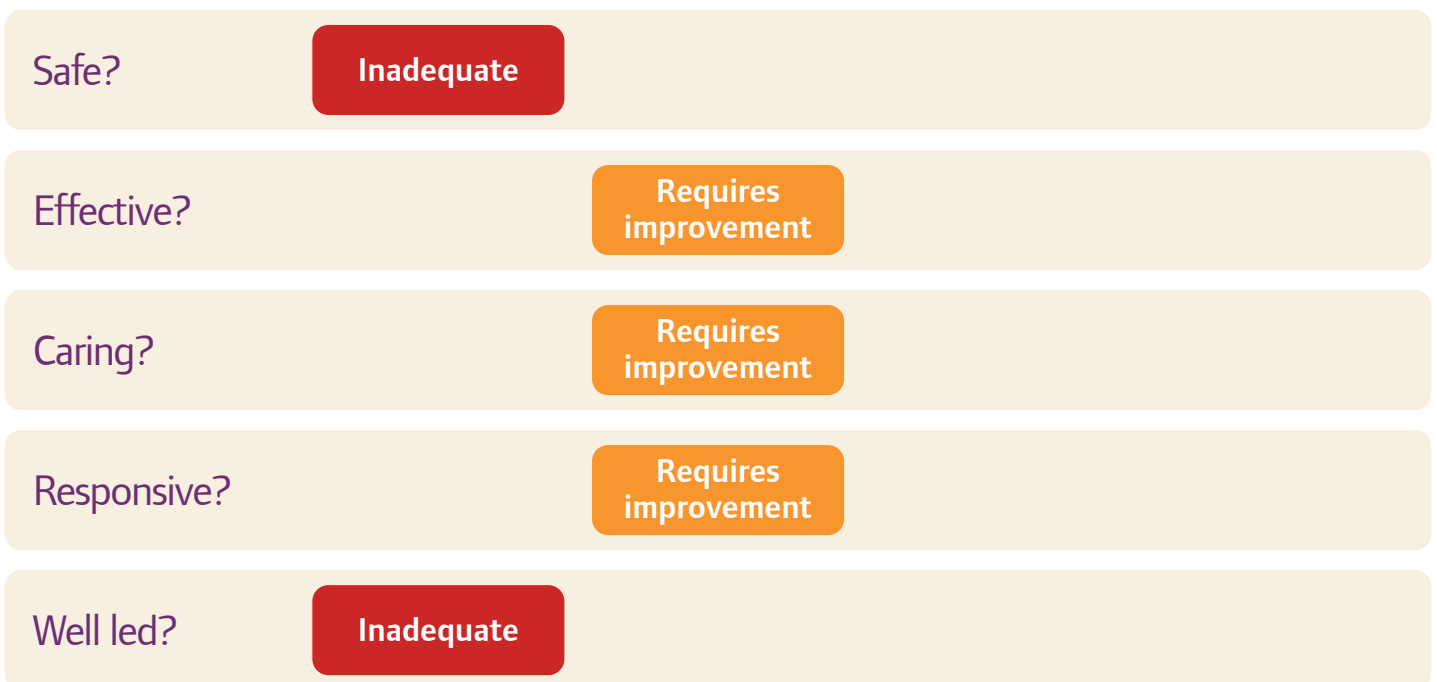 Safe?
Inadequate
Effective?
Requires
improvement
Caring?
Requires
improvement
Responsive?
Requires
improvement
Well led?
Inadequate